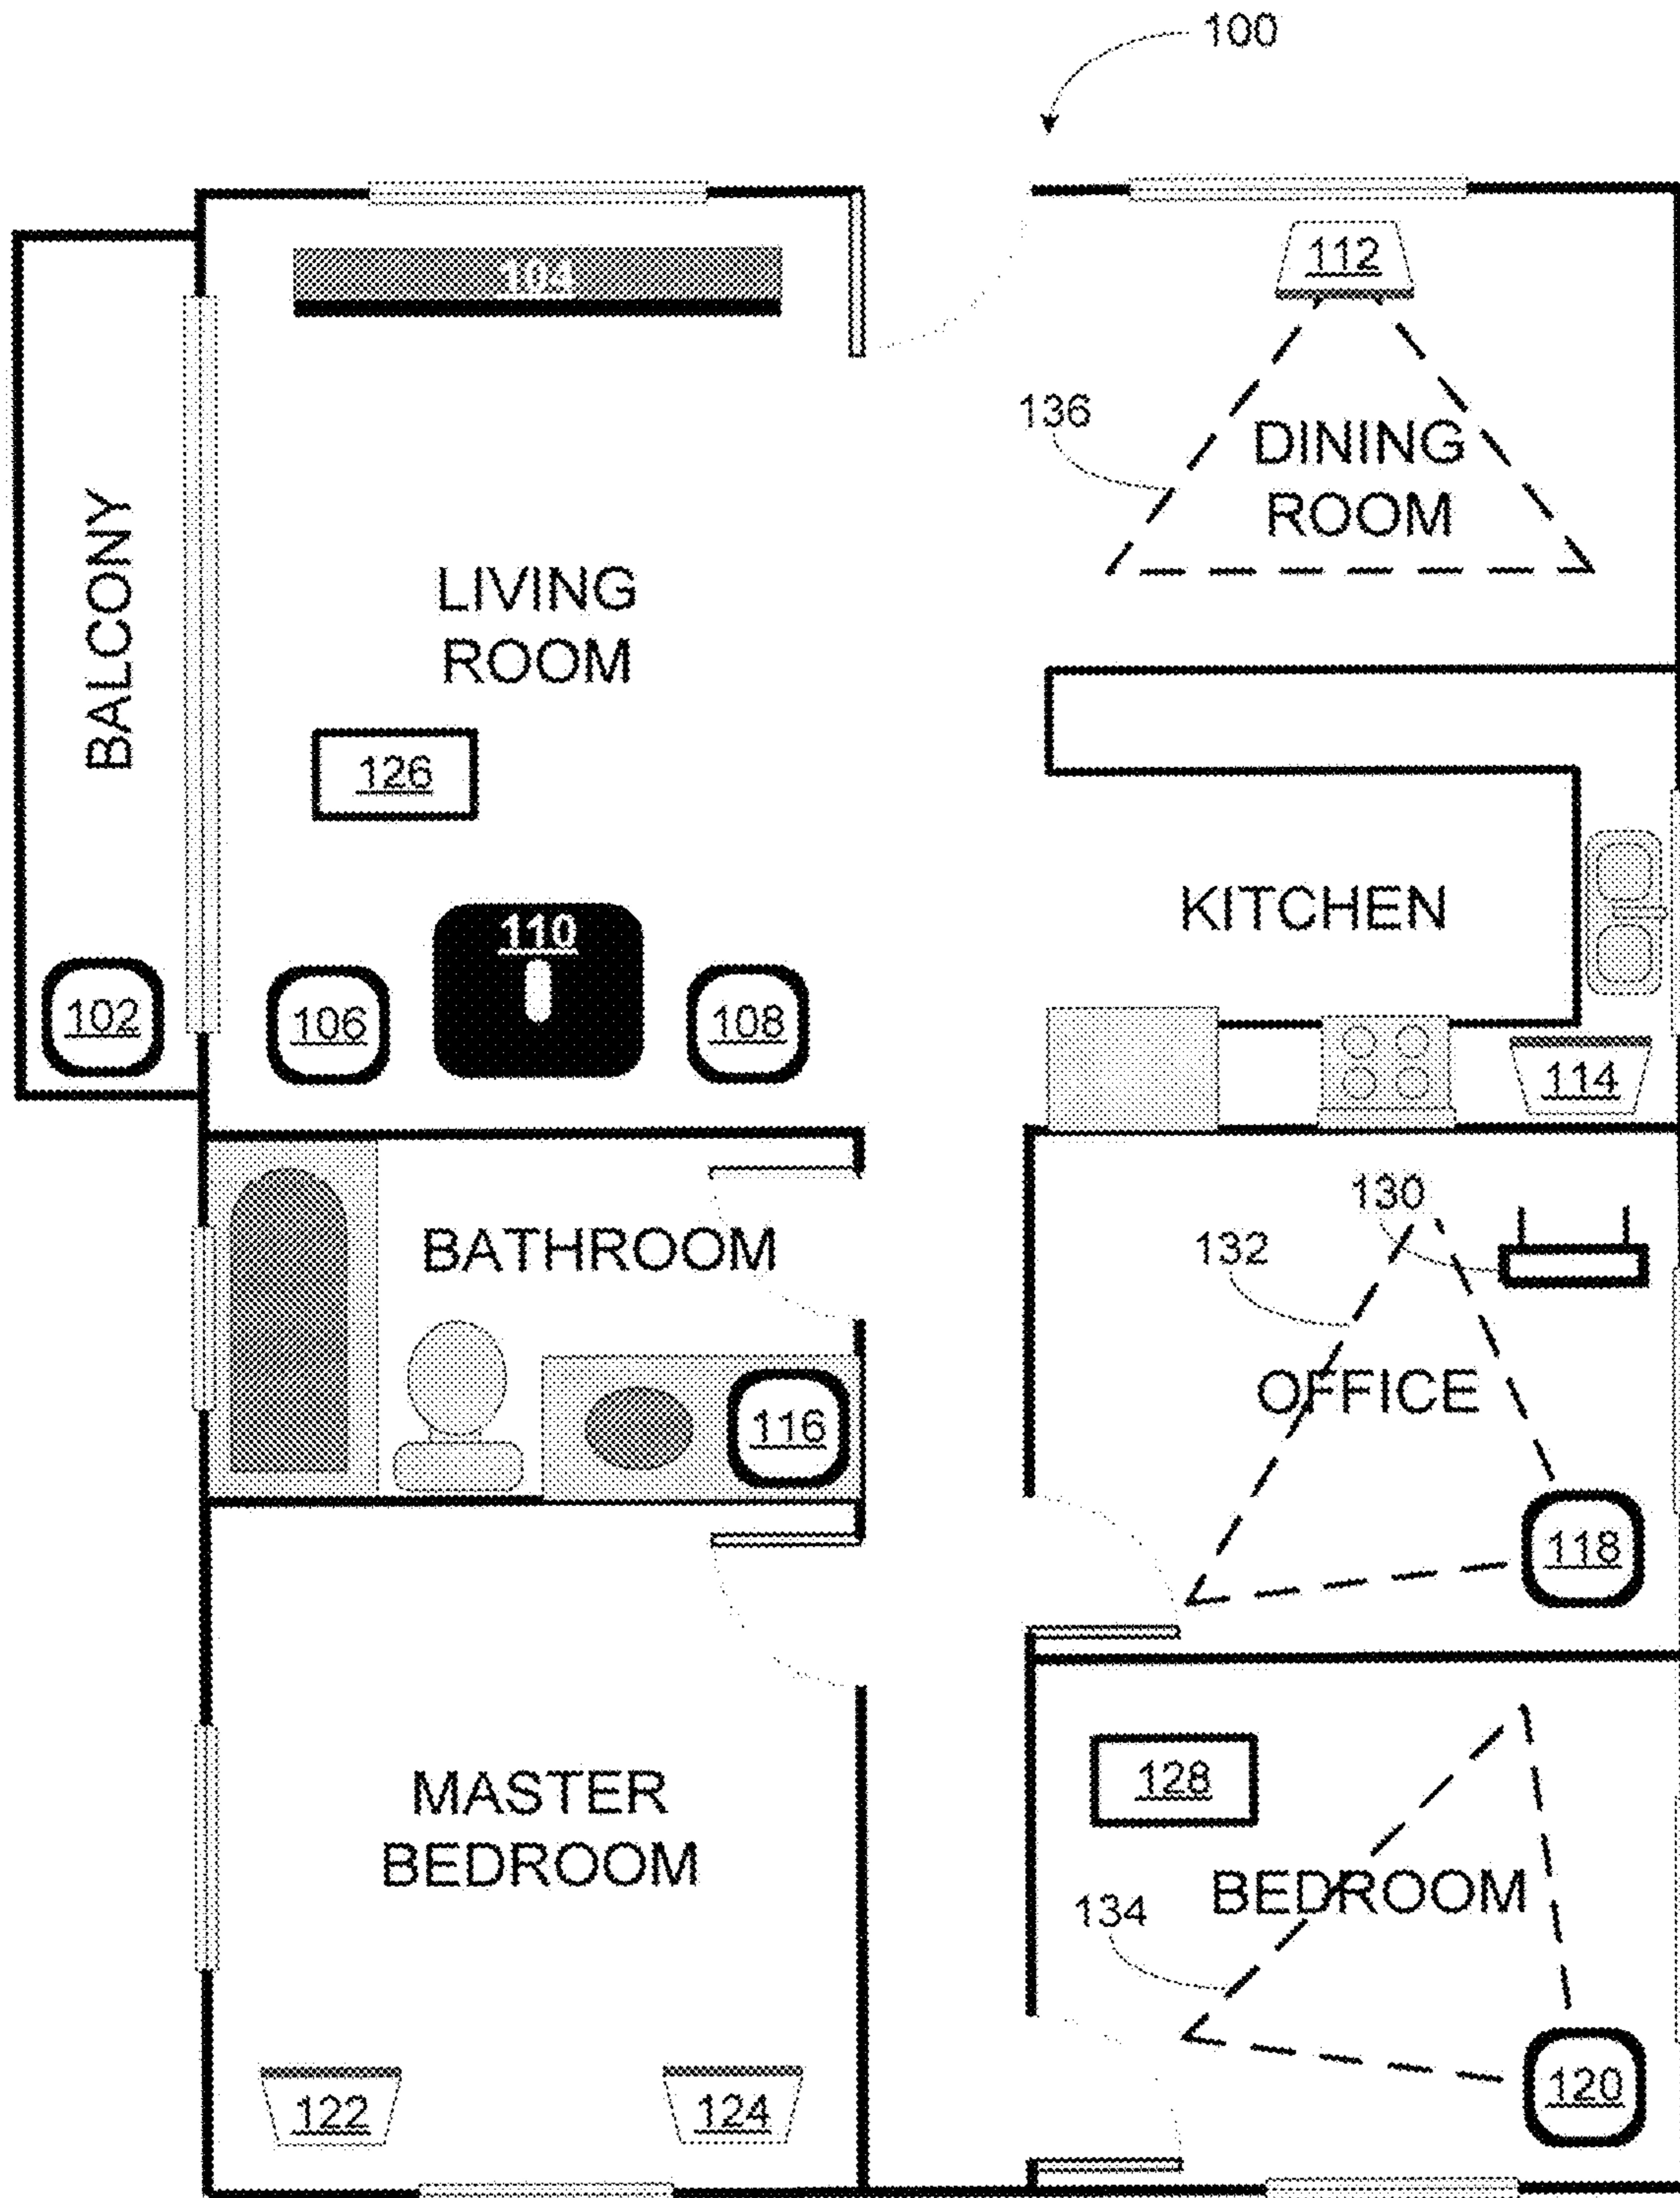 100
104
112
136
DINING
ROOM
BALCONY
LIVING
ROOM
126
KITCHEN
110
102
106
108
114
130
132
BATHROOM
OFFICE
116
118
128
MASTER
BEDROOM
BEDROOM
134
122
124
120